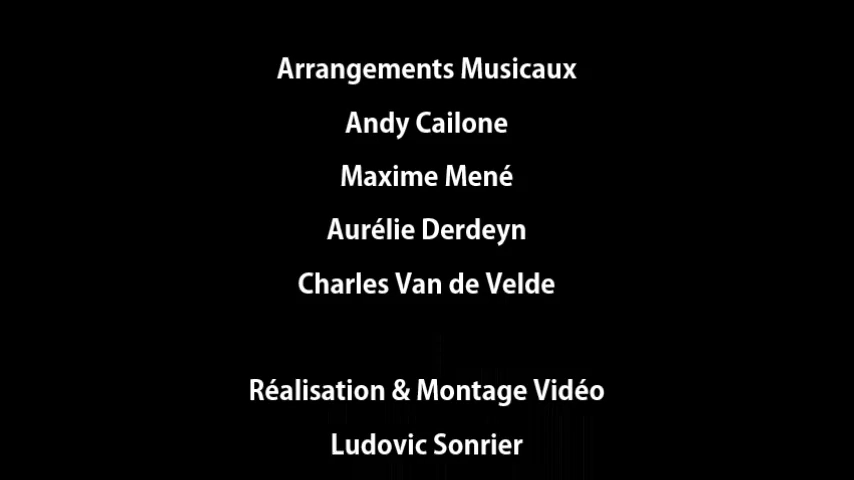 Arrangements Musicaux
Andy Cailone
Maxime Mené
Aurélie Derdeyn
Charles Van de Velde
Réalisation & Montage Vidéo
Ludovic Sonrier